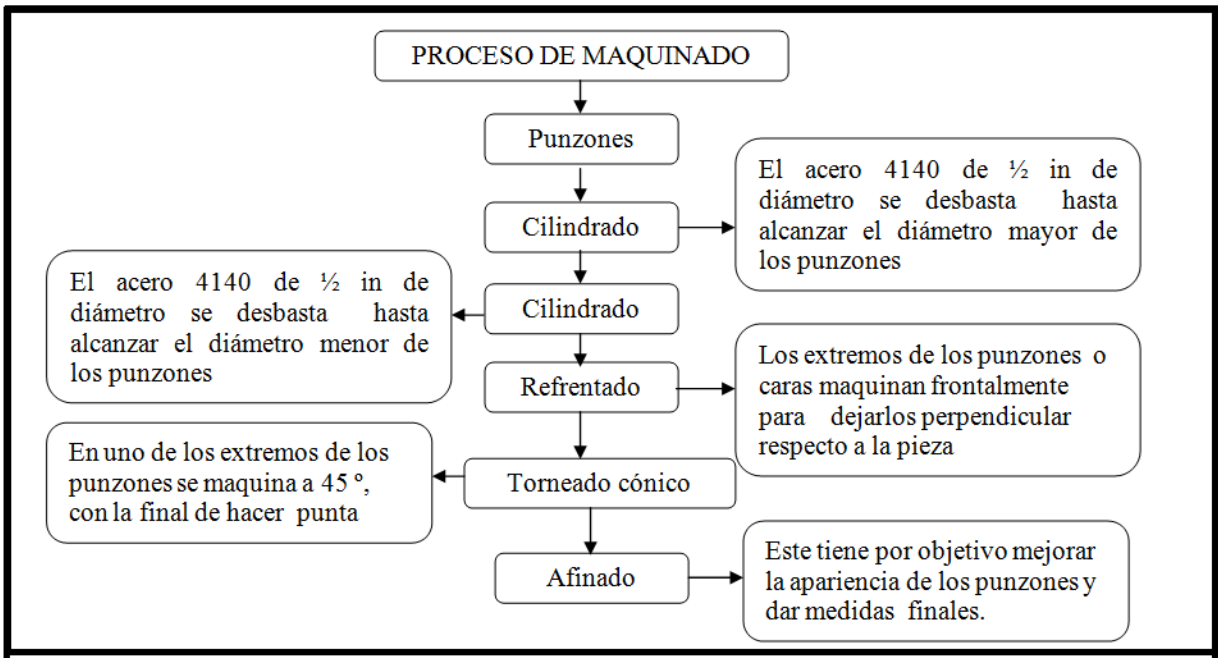 PROCESO DE MAQUINADO
Punzones
Cilindrado
El acero 4140 de ½ in de
diámetro se desbasta hasta
alcanzar el diámetro mayor de
los punzones
Cilindrado
El acero 4140 de ½ in de
diámetro se desbasta hasta
alcanzar el diámetro menor de
los punzones
Refrentado
Los extremos de los punzones o
caras maquinan frontalmente
para dejarlos perpendicular
respecto a la pieza
Torneado cónico
En uno de los extremos de los
punzones se maquina a 45 º,
con la final de hacer punta
Afinado
Este tiene por objetivo mejorar
la apariencia de los punzones y
dar medidas finales.